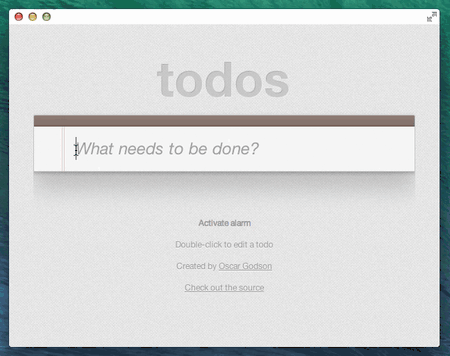 todos
What needs to be done?
Activate alarm
Double-click to edit a todo
Created by Oscar Godson
Check out the source